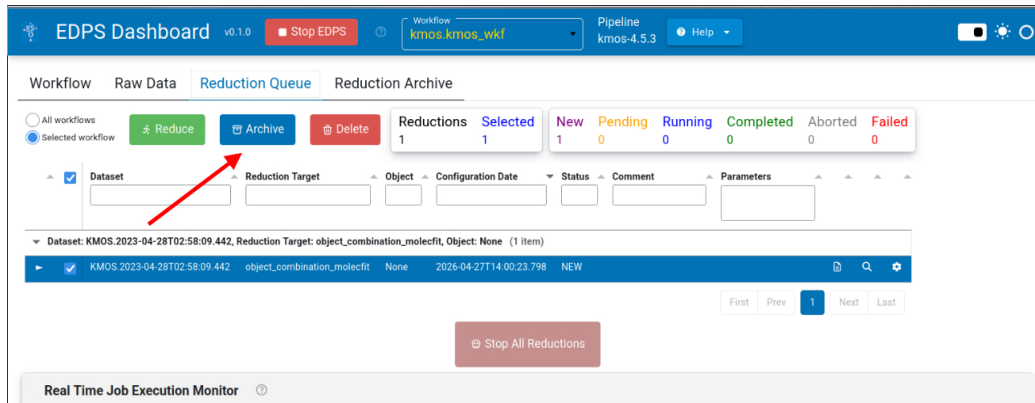 EDPS Dashboard v0.1.0 Stop EDPS Workflow kmos.kmos_wkf Pipeline kmos-4.5.3 Help
Workflow Raw Data Reduction Queue Reduction Archive
All workflows
Selected workflow
Reduce Archive Delete
Reductions Selected New Pending Running Completed Aborted Failed
1 1 1 0 0 0 0 0
Dataset Reduction Target Object Configuration Date Status Comment Parameters
Dataset: KMOS.2023-04-28T02:58:09.442, Reduction Target: object_combination_molecfit, Object: None (1 item)
KMOS.2023-04-28T02:58:09.442 object_combination_molecfit None 2026-04-27T14:00:23.798 NEW
First Prev 1 Next Last
Stop All Reductions
Real Time Job Execution Monitor